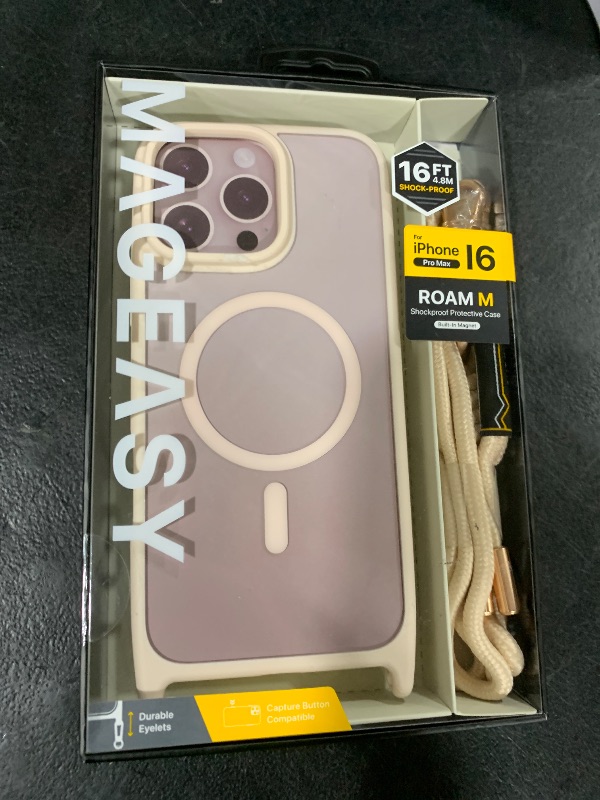 MAGEASY
16FT
4.8M
SHOCK-PROOF
For
iPhone 16
Pro Max
ROAM M
Shockproof Protective Case
Built-In Magnet
Durable
Eyelets
Capture Button
Compatible